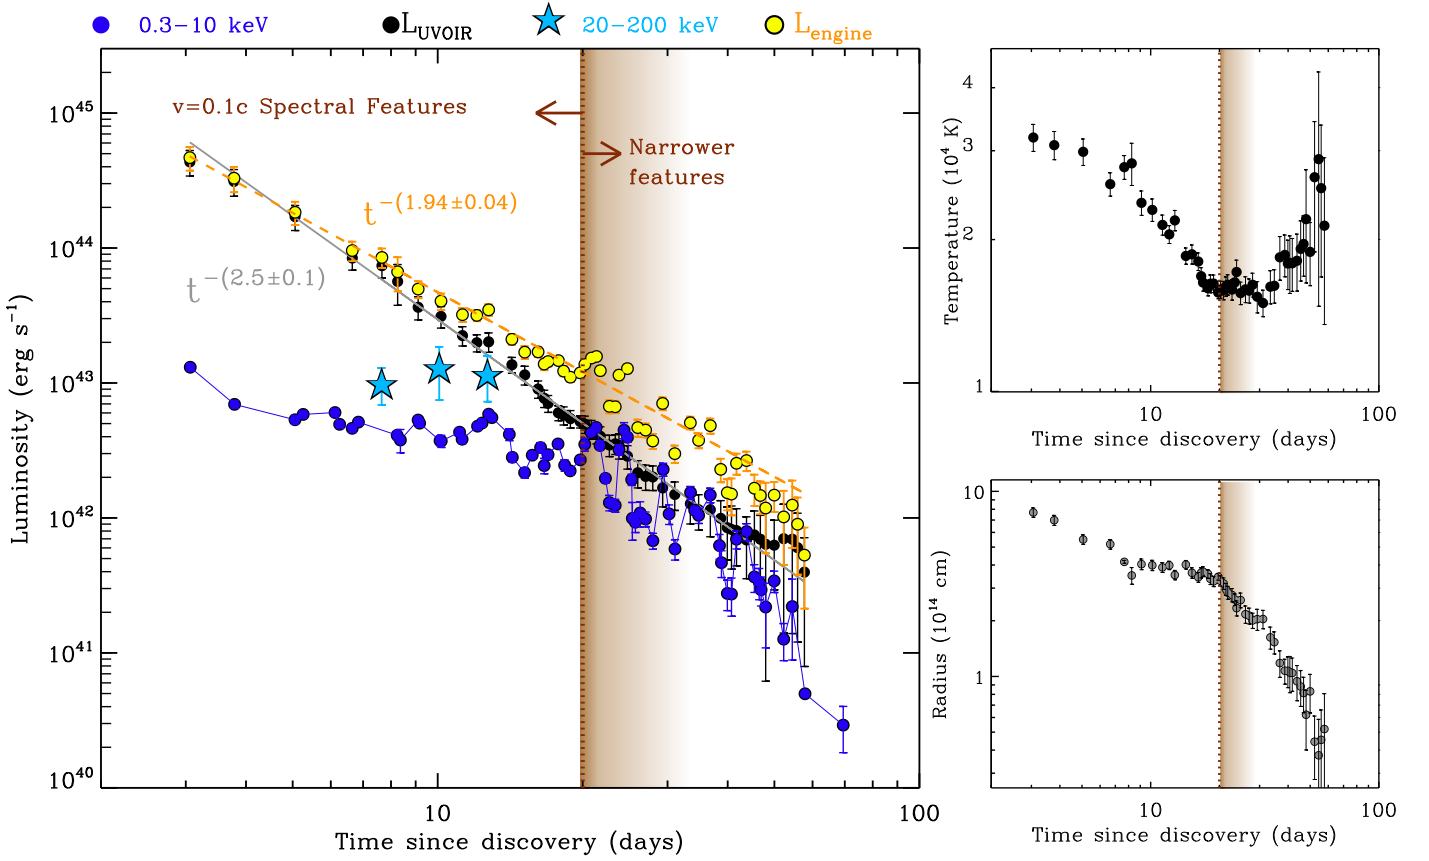 0.3−10 keV L_UVOIR 20−200 keV L_engine
10^45
10^44
10^43
10^42
10^41
10^40
Luminosity (erg s^−1)
v=0.1c Spectral Features
Narrower
features
t^−(1.94±0.04)
t^−(2.5±0.1)
10 100
Time since discovery (days)
4
3
2
1
Temperature (10^4 K)
10 100
Time since discovery (days)
10
1
Radius (10^14 cm)
10 100
Time since discovery (days)